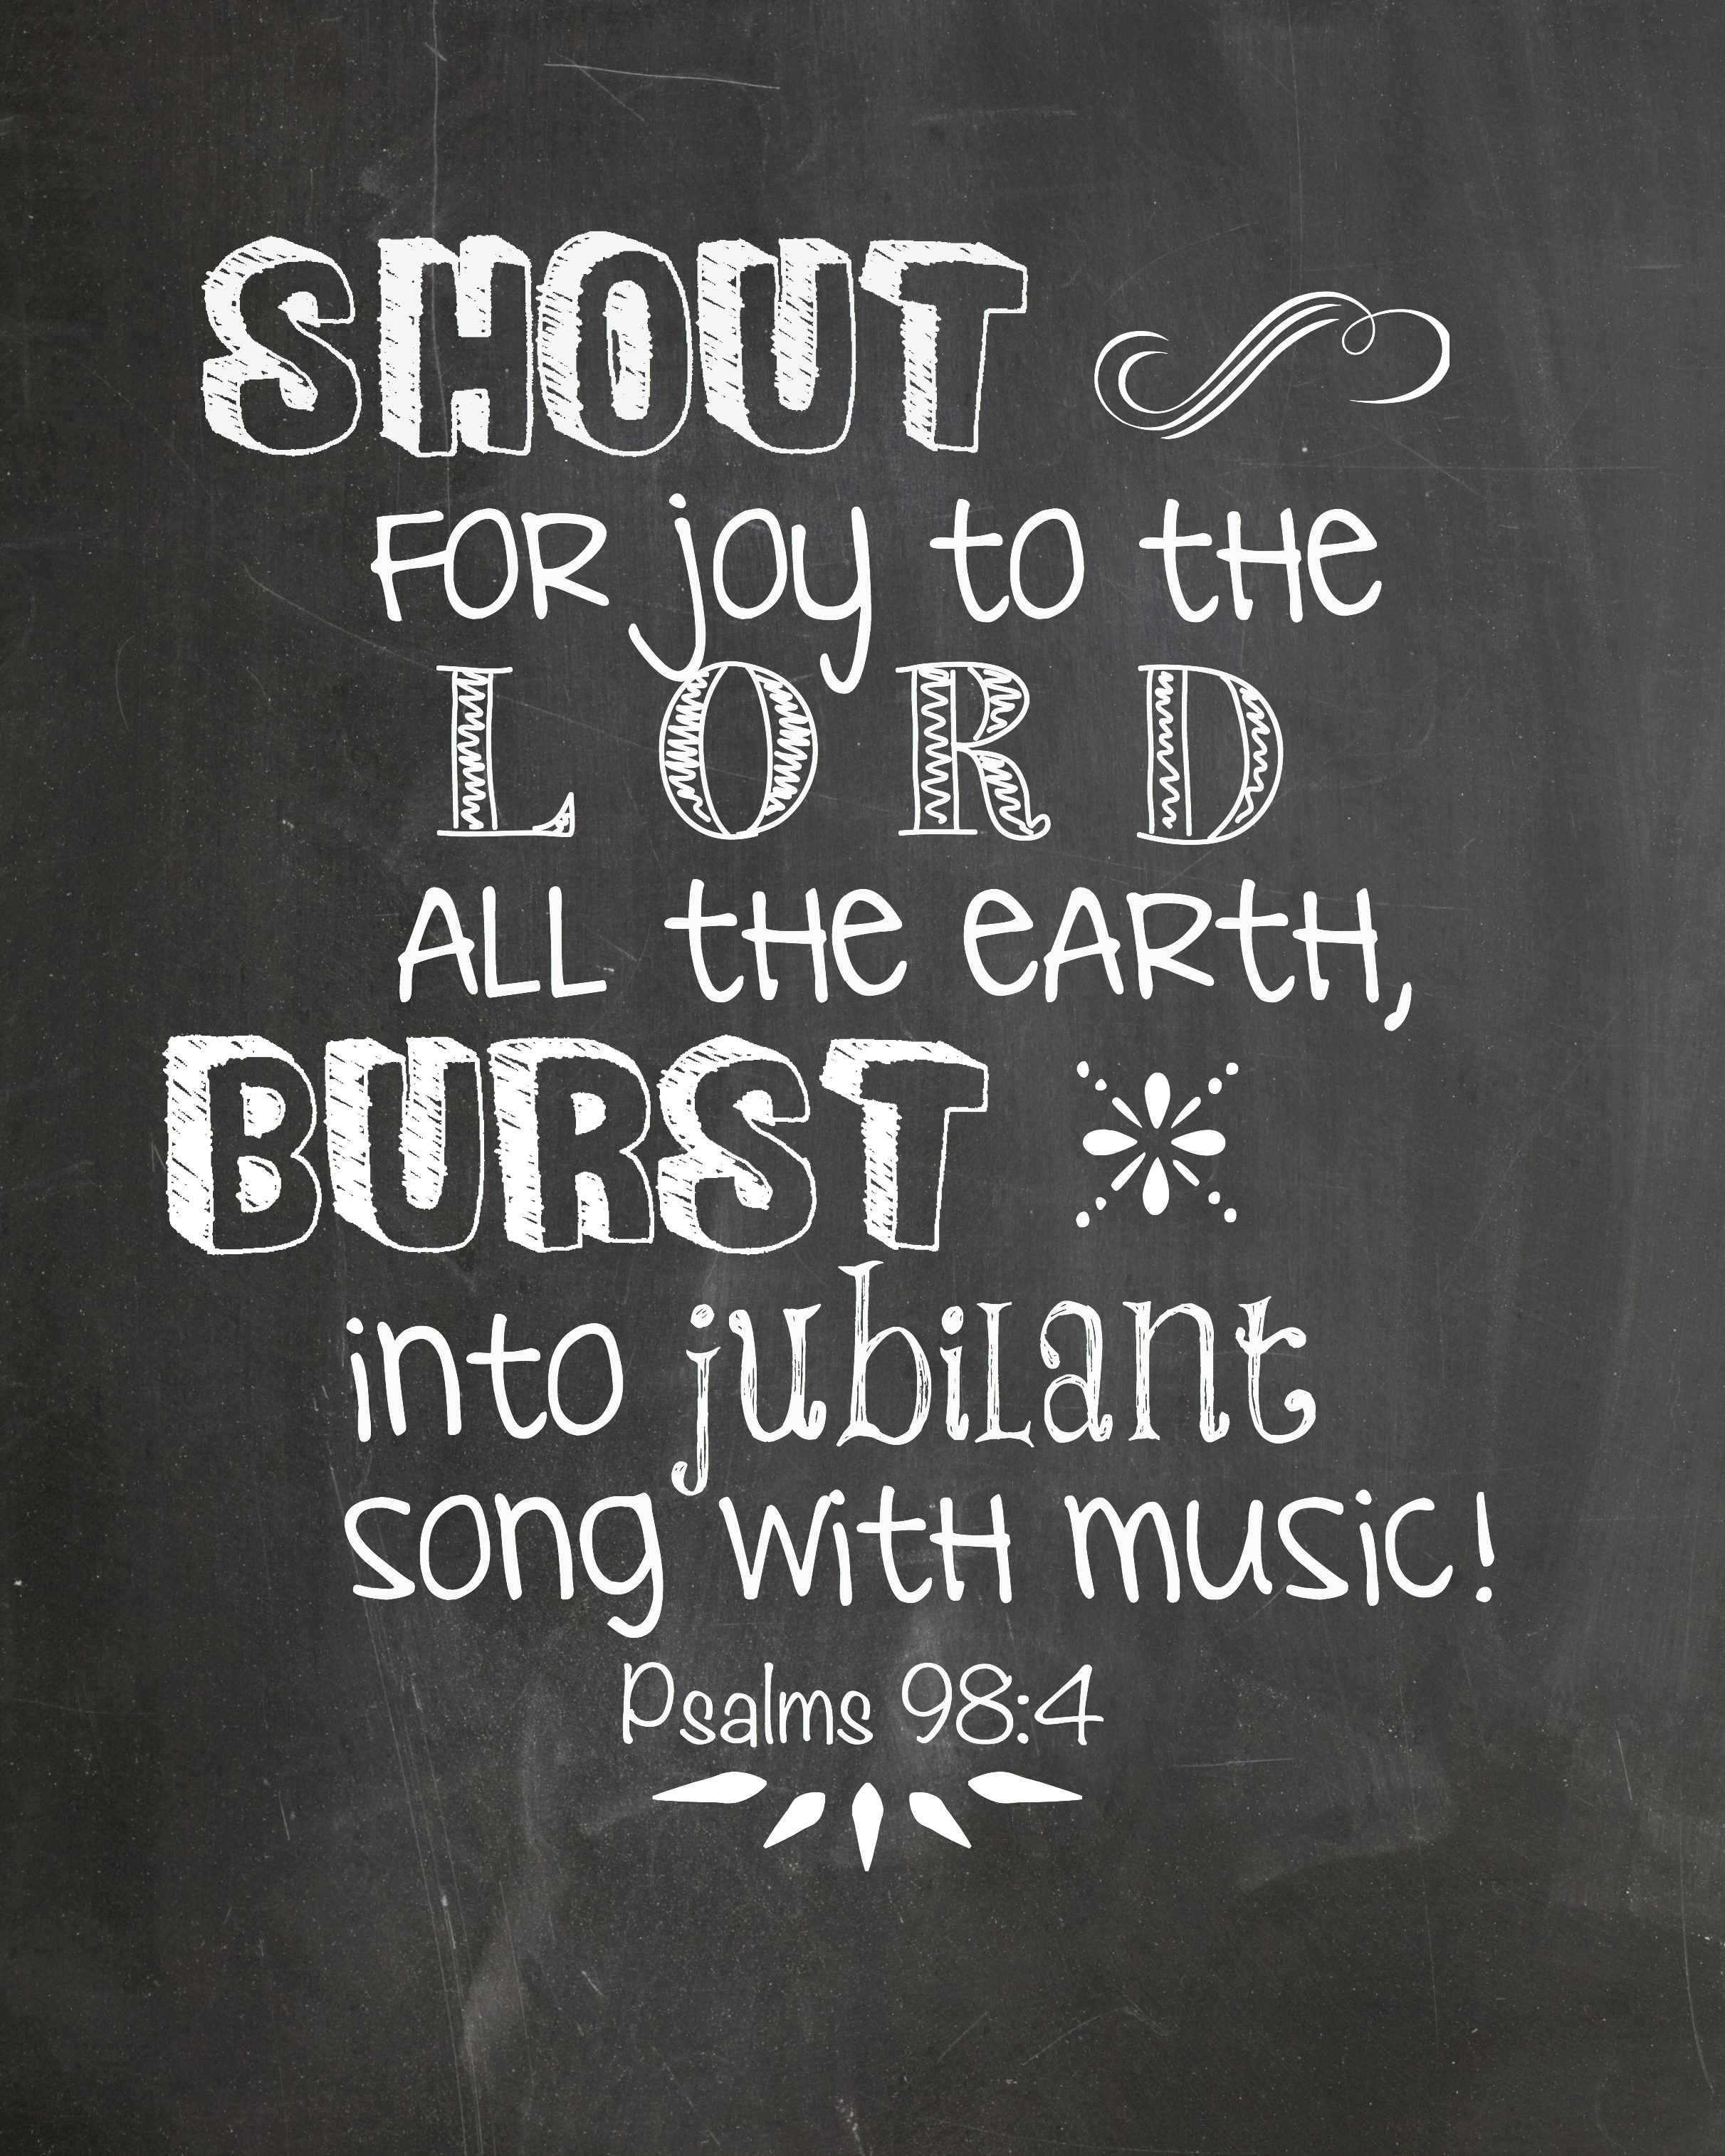 SHOUT
FOR joy to tHe
LORD
ALL tHe eARtH,
BURST
into jubiLant
song witH music!
Psalms 98:4